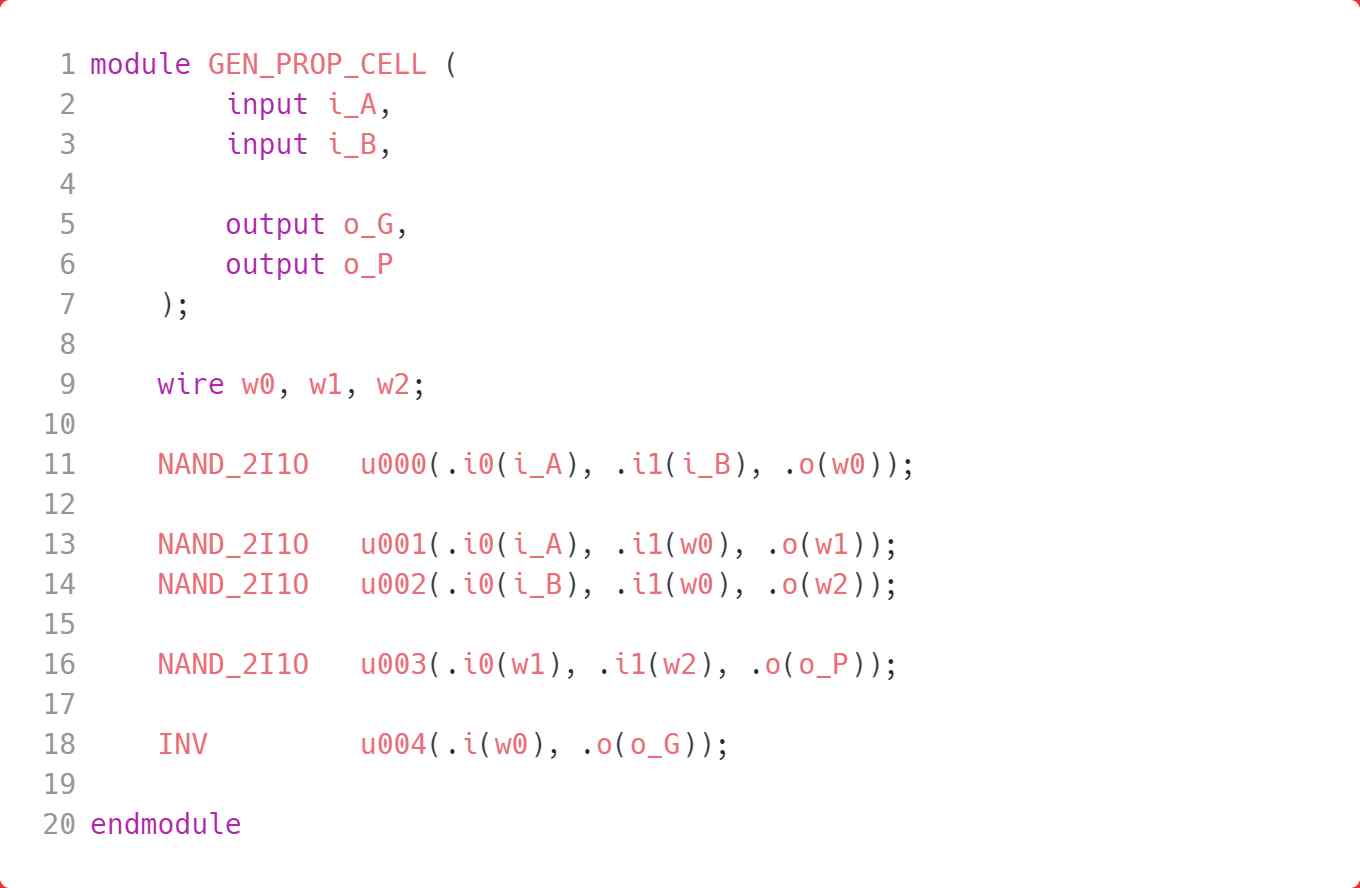 1 module GEN_PROP_CELL (
2         input i_A,
3         input i_B,
4
5         output o_G,
6         output o_P
7     );
8
9     wire w0, w1, w2;
10
11     NAND_2I1O   u000(.i0(i_A), .i1(i_B), .o(w0));
12
13     NAND_2I1O   u001(.i0(i_A), .i1(w0), .o(w1));
14     NAND_2I1O   u002(.i0(i_B), .i1(w0), .o(w2));
15
16     NAND_2I1O   u003(.i0(w1), .i1(w2), .o(o_P));
17
18     INV         u004(.i(w0), .o(o_G));
19
20 endmodule